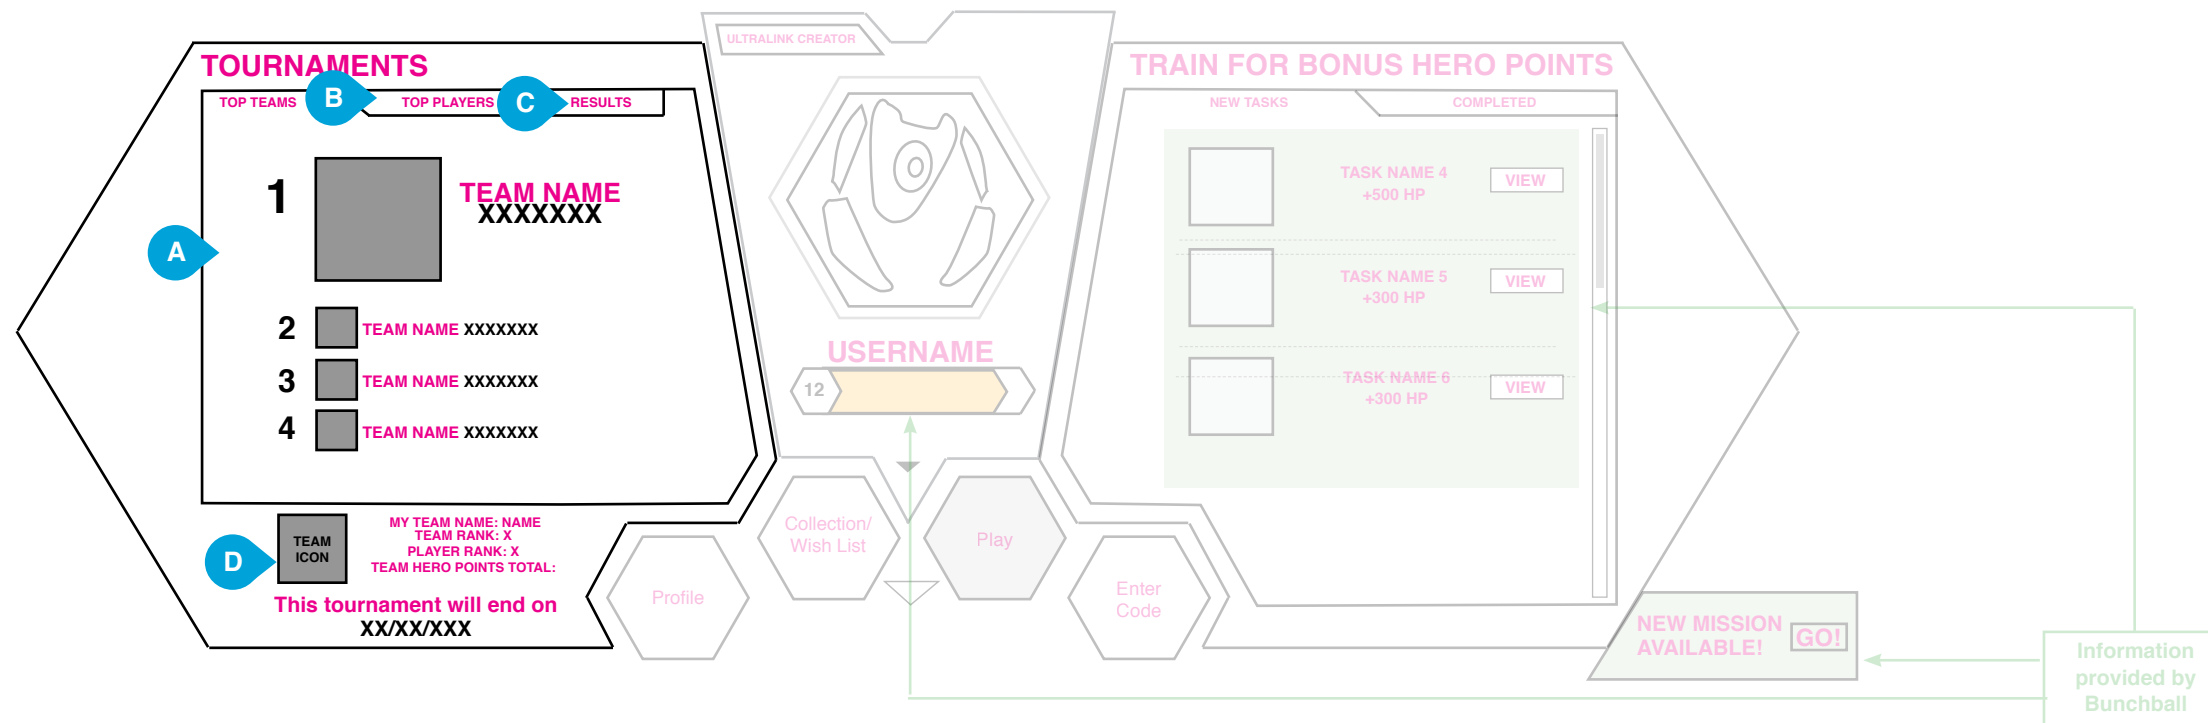 ULTRALINK CREATOR
TOURNAMENTS
TOP TEAMS
B
TOP PLAYERS
C
RESULTS
1
TEAM NAME
XXXXXXX
A
2
TEAM NAME XXXXXXX
3
TEAM NAME XXXXXXX
4
TEAM NAME XXXXXXX
D
TEAM
ICON
MY TEAM NAME: NAME
TEAM RANK: X
PLAYER RANK: X
TEAM HERO POINTS TOTAL:
This tournament will end on
XX/XX/XXX
USERNAME
12
Profile
Collection/
Wish List
Play
Enter
Code
TRAIN FOR BONUS HERO POINTS
NEW TASKS
COMPLETED
TASK NAME 4
+500 HP
VIEW
TASK NAME 5
+300 HP
VIEW
TASK NAME 6
+300 HP
VIEW
NEW MISSION
AVAILABLE!
GO!
Information
provided by
Bunchball